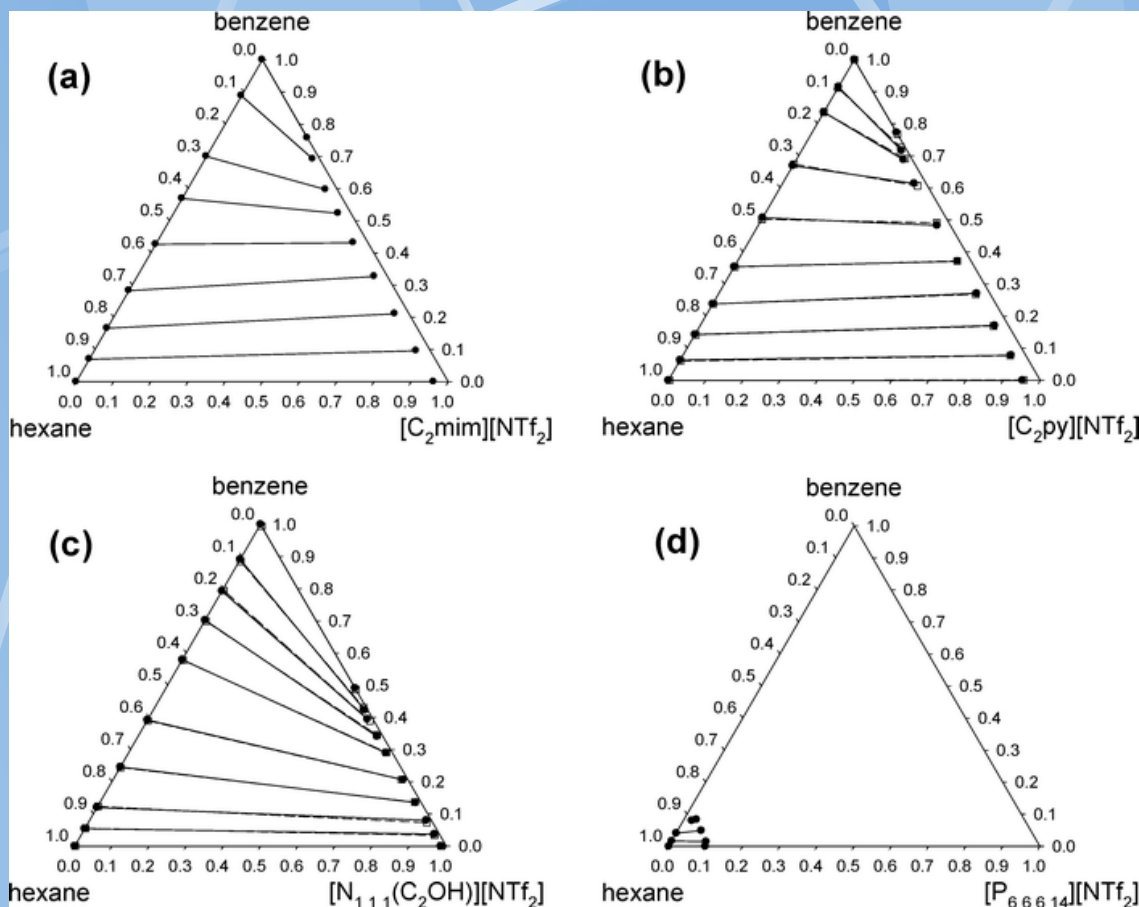 benzene
(a)
0.0 1.0
0.1 0.9
0.2 0.8
0.3 0.7
0.4 0.6
0.5 0.5
0.6 0.4
0.7 0.3
0.8 0.2
0.9 0.1
1.0 0.0
0.0 0.1 0.2 0.3 0.4 0.5 0.6 0.7 0.8 0.9 1.0
hexane [C₂mim][NTf₂]
benzene
(b)
0.0 1.0
0.1 0.9
0.2 0.8
0.3 0.7
0.4 0.6
0.5 0.5
0.6 0.4
0.7 0.3
0.8 0.2
0.9 0.1
1.0 0.0
0.0 0.1 0.2 0.3 0.4 0.5 0.6 0.7 0.8 0.9 1.0
hexane [C₂py][NTf₂]
benzene
(c)
0.0 1.0
0.1 0.9
0.2 0.8
0.3 0.7
0.4 0.6
0.5 0.5
0.6 0.4
0.7 0.3
0.8 0.2
0.9 0.1
1.0 0.0
0.0 0.1 0.2 0.3 0.4 0.5 0.6 0.7 0.8 0.9 1.0
hexane [N₁ ₁ ₁(C₂OH)][NTf₂]
benzene
(d)
0.0 1.0
0.1 0.9
0.2 0.8
0.3 0.7
0.4 0.6
0.5 0.5
0.6 0.4
0.7 0.3
0.8 0.2
0.9 0.1
1.0 0.0
0.0 0.1 0.2 0.3 0.4 0.5 0.6 0.7 0.8 0.9 1.0
hexane [P₆ ₆ ₆ ₁₄][NTf₂]